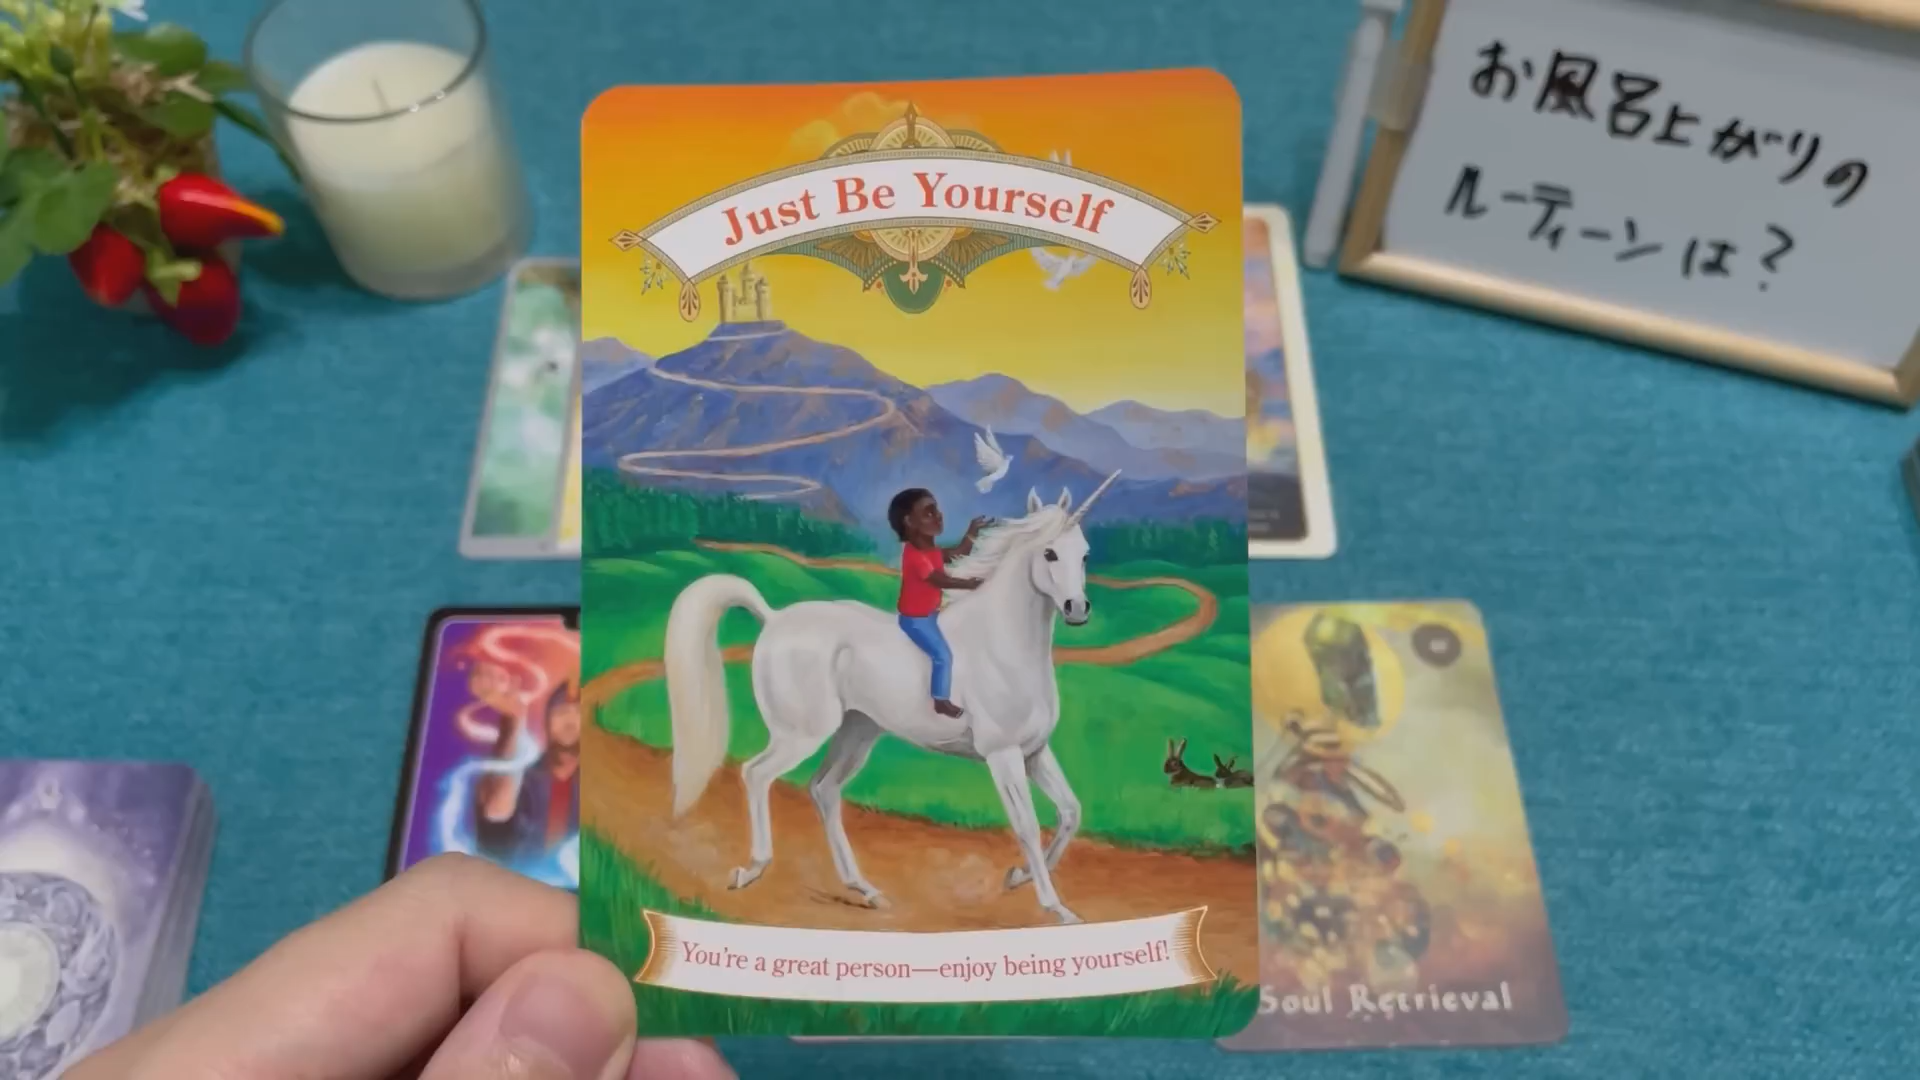 Just Be Yourself
You're a great person—enjoy being yourself!
お風呂上がりの
ルーティーンは？
Soul Retrieval